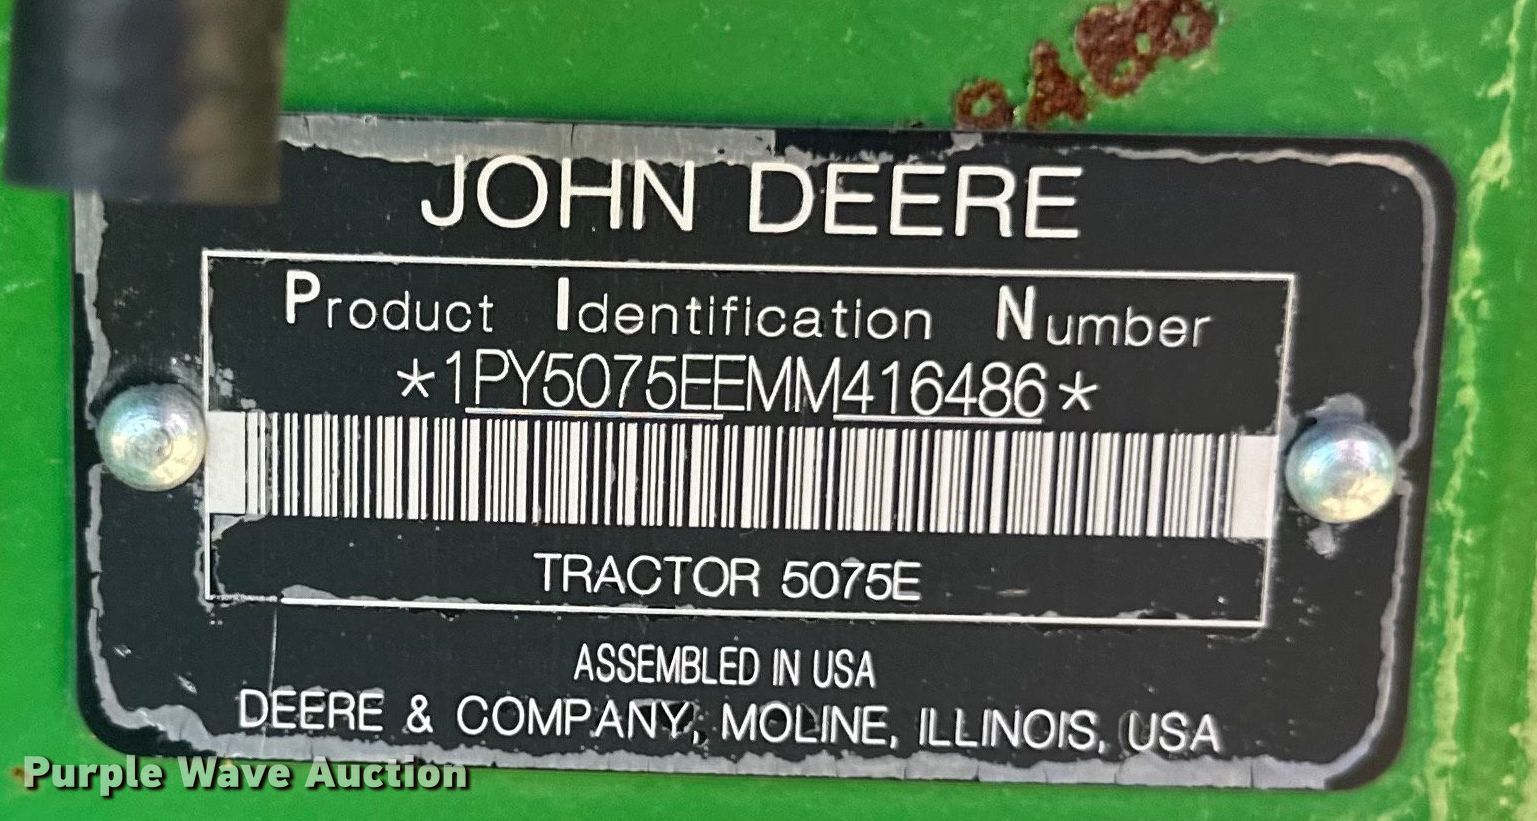 JOHN DEERE
Product Identification Number
*1PY5075EEMM416486*
TRACTOR 5075E
ASSEMBLED IN USA
DEERE & COMPANY, MOLINE, ILLINOIS, USA
Purple Wave Auction